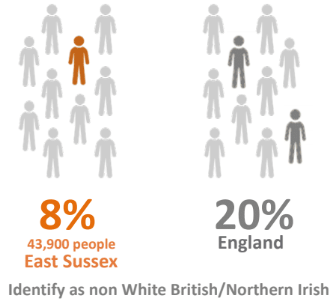 8%
43,900 people
East Sussex
20%
England
Identify as non White British/Northern Irish